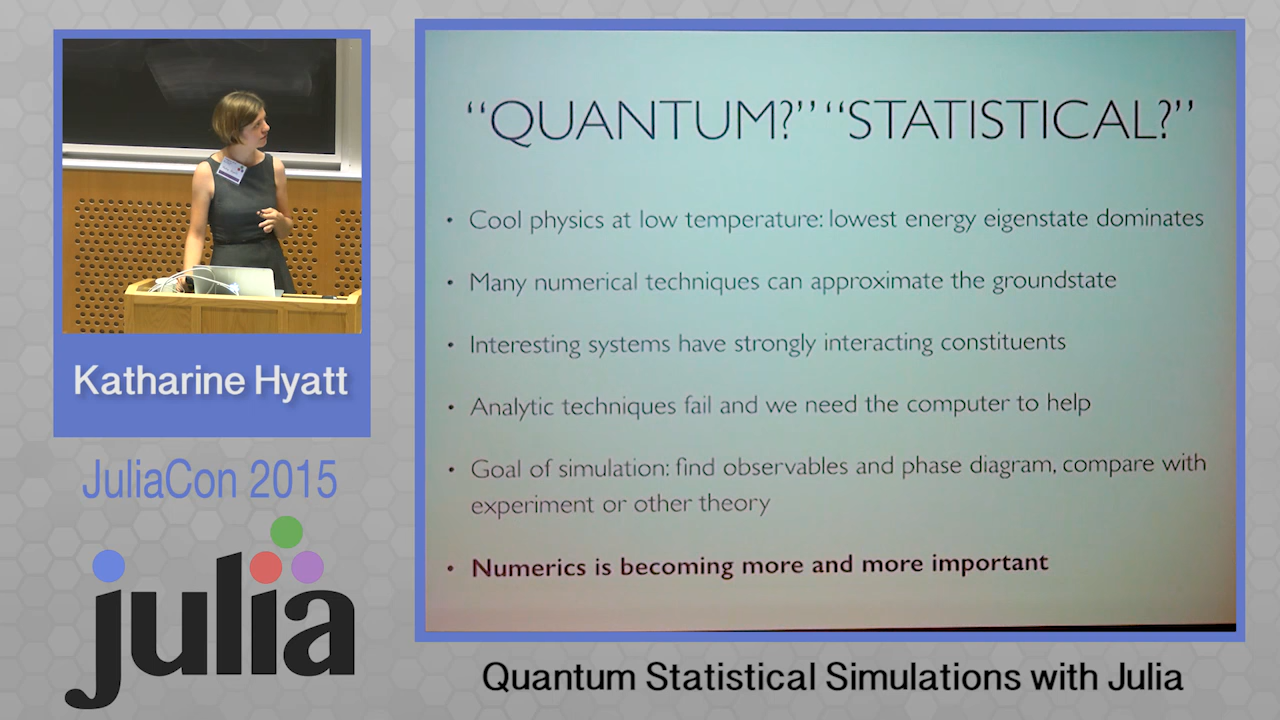 Katharine Hyatt
JuliaCon 2015
julia
“QUANTUM?” “STATISTICAL?”
• Cool physics at low temperature: lowest energy eigenstate dominates
• Many numerical techniques can approximate the groundstate
• Interesting systems have strongly interacting constituents
• Analytic techniques fail and we need the computer to help
• Goal of simulation: find observables and phase diagram, compare with
experiment or other theory
• Numerics is becoming more and more important
Quantum Statistical Simulations with Julia